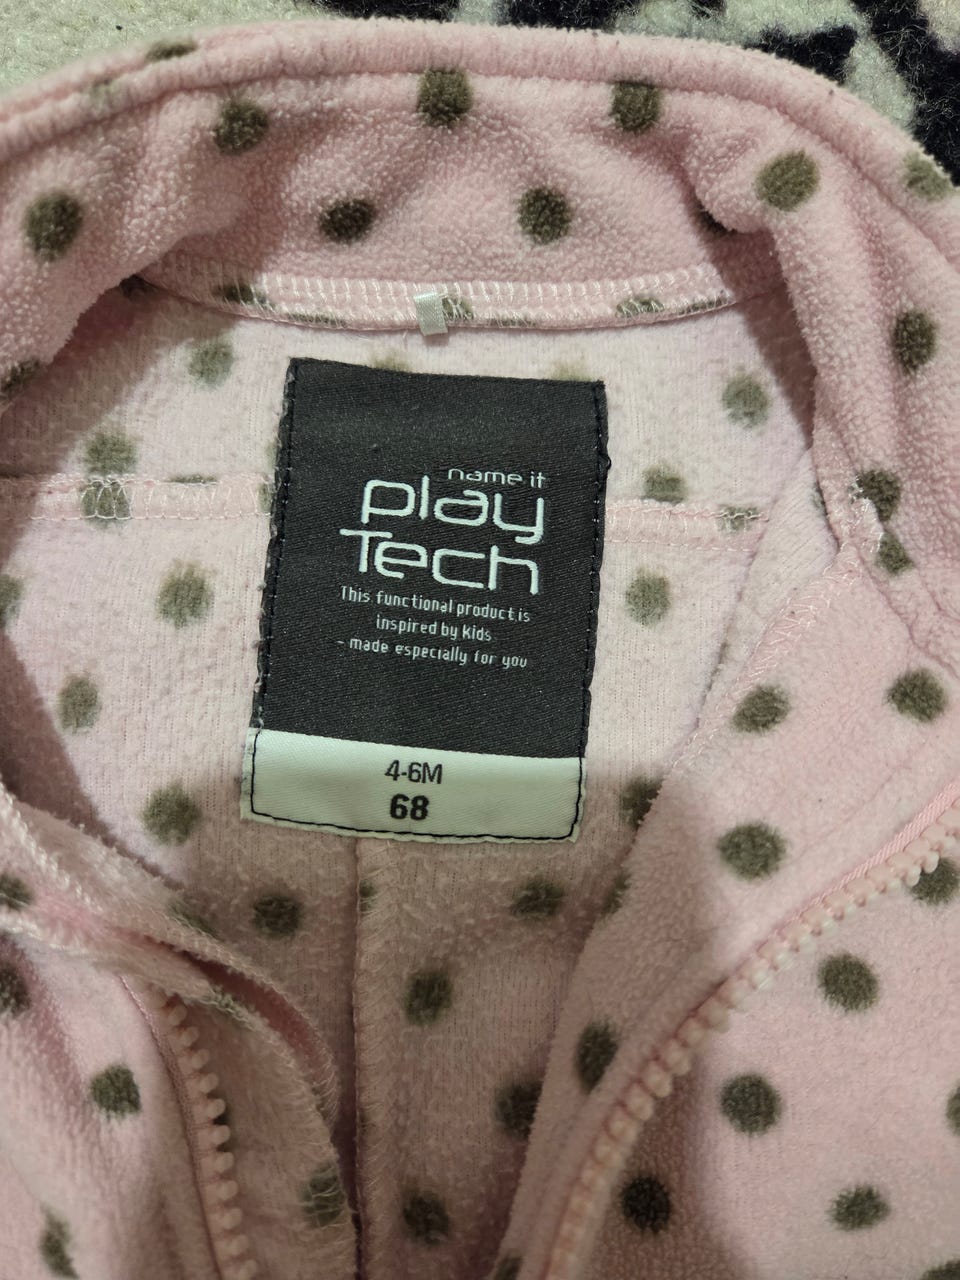 name it
play
Tech
This functional product is
inspired by kids
- made especially for you
4-6M
68